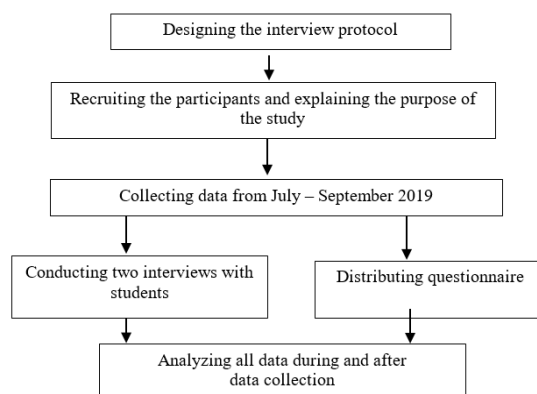 Designing the interview protocol
Recruiting the participants and explaining the purpose of
the study
Collecting data from July – September 2019
Conducting two interviews with
students
Distributing questionnaire
Analyzing all data during and after
data collection